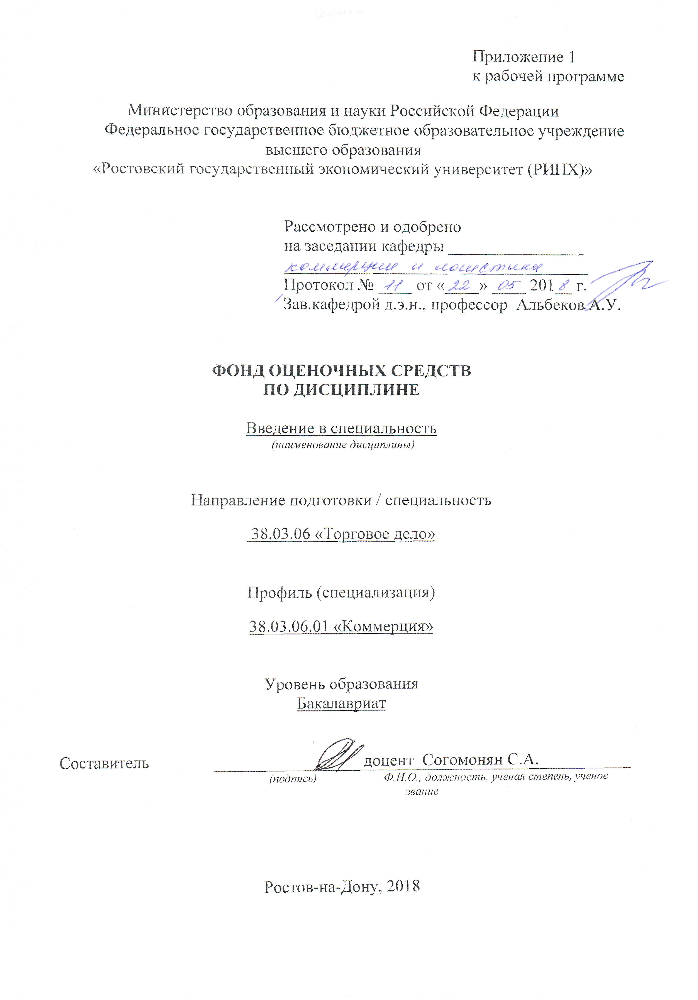 Приложение 1
к рабочей программе
Министерство образования и науки Российской Федерации
Федеральное государственное бюджетное образовательное учреждение
высшего образования
«Ростовский государственный экономический университет (РИНХ)»
Рассмотрено и одобрено
на заседании кафедры ________________
коммерции и логистики
Протокол № 11 от «22» 05 2018 г.
Зав.кафедрой д.э.н., профессор Альбеков А.У.
ФОНД ОЦЕНОЧНЫХ СРЕДСТВ
ПО ДИСЦИПЛИНЕ
Введение в специальность
(наименование дисциплины)
Направление подготовки / специальность
38.03.06 «Торговое дело»
Профиль (специализация)
38.03.06.01 «Коммерция»
Уровень образования
Бакалавриат
Составитель доцент Согомонян С.А.
(подпись) Ф.И.О., должность, ученая степень, ученое
звание
Ростов-на-Дону, 2018